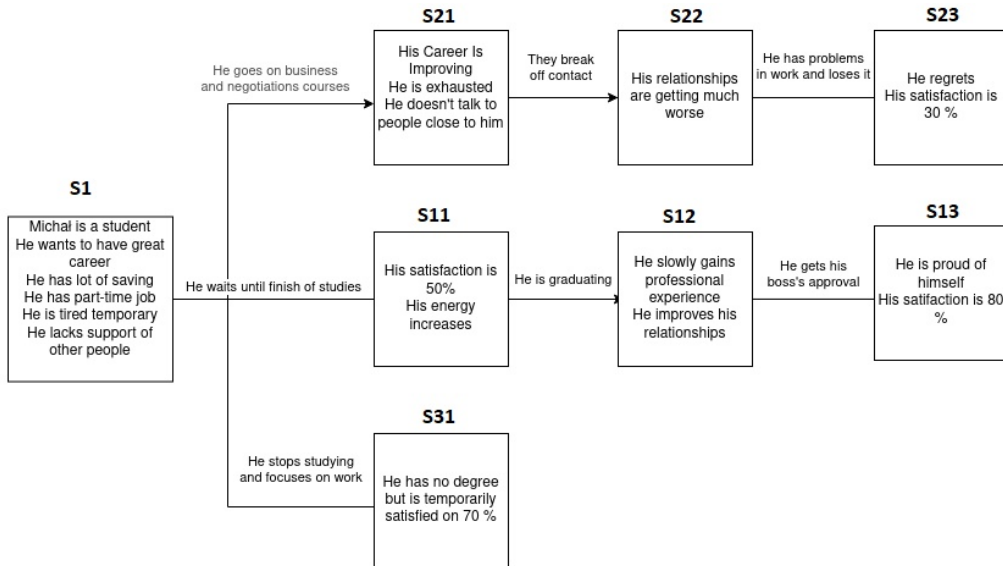 S21
S22
S23
He goes on business
and negotiations courses
His Career Is
Improving
He is exhausted
He doesn't talk to
people close to him
They break
off contact
His relationships
are getting much
worse
He has problems
in work and loses it
He regrets
His satisfaction is
30 %
S1
Michał is a student
He wants to have great
career
He has lot of saving
He has part-time job
He is tired temporary
He lacks support of
other people
He waits until finish of studies
S11
His satisfaction is
50%
His energy
increases
He is graduating
S12
He slowly gains
professional
experience
He improves his
relationships
He gets his
boss's approval
S13
He is proud of
himself
His satifaction is 80
%
S31
He stops studying
and focuses on work
He has no degree
but is temporarily
satisfied on 70 %